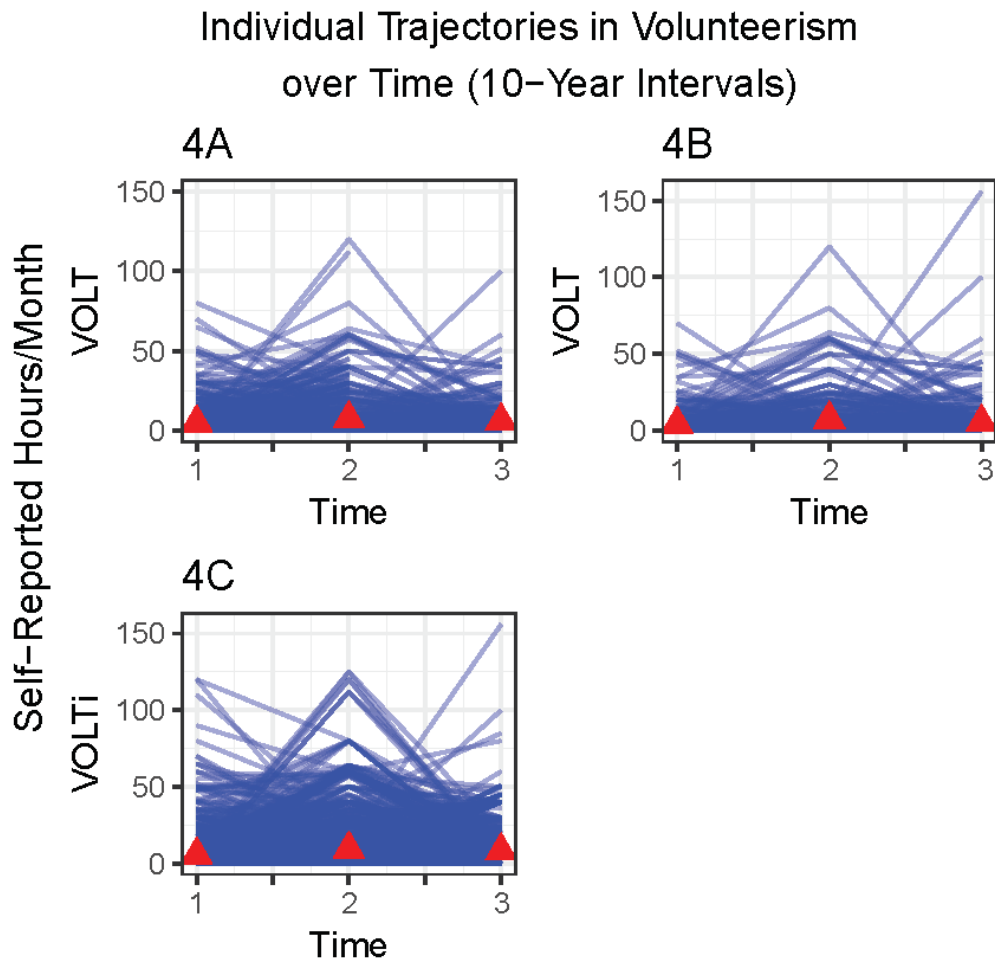 Individual Trajectories in Volunteerism
over Time (10−Year Intervals)
Self−Reported Hours/Month
4A
VOLT
150
100
50
0
1 2 3
Time
4B
VOLT
150
100
50
0
1 2 3
Time
4C
VOLTi
150
100
50
0
1 2 3
Time